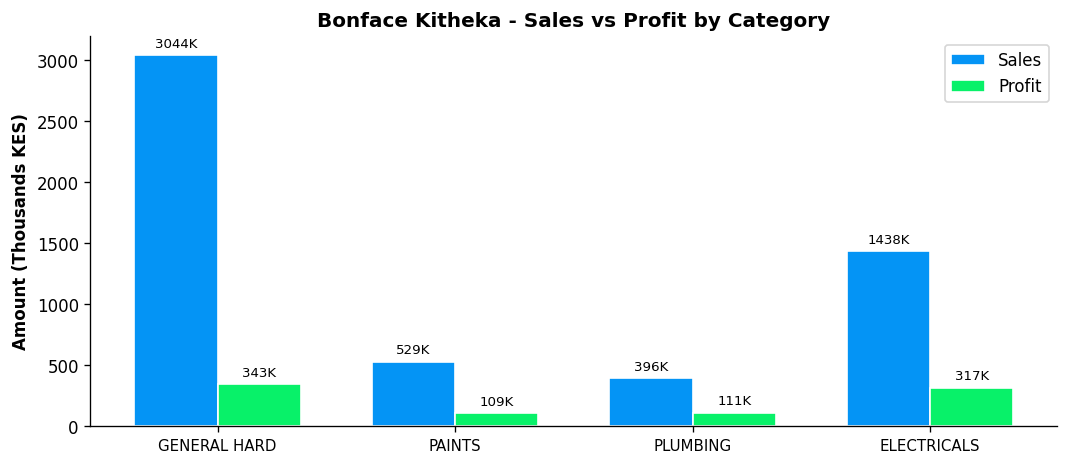 Bonface Kitheka - Sales vs Profit by Category
Sales
Profit
Amount (Thousands KES)
3000
2500
2000
1500
1000
500
0
3044K
343K
529K
109K
396K
111K
1438K
317K
GENERAL HARD
PAINTS
PLUMBING
ELECTRICALS